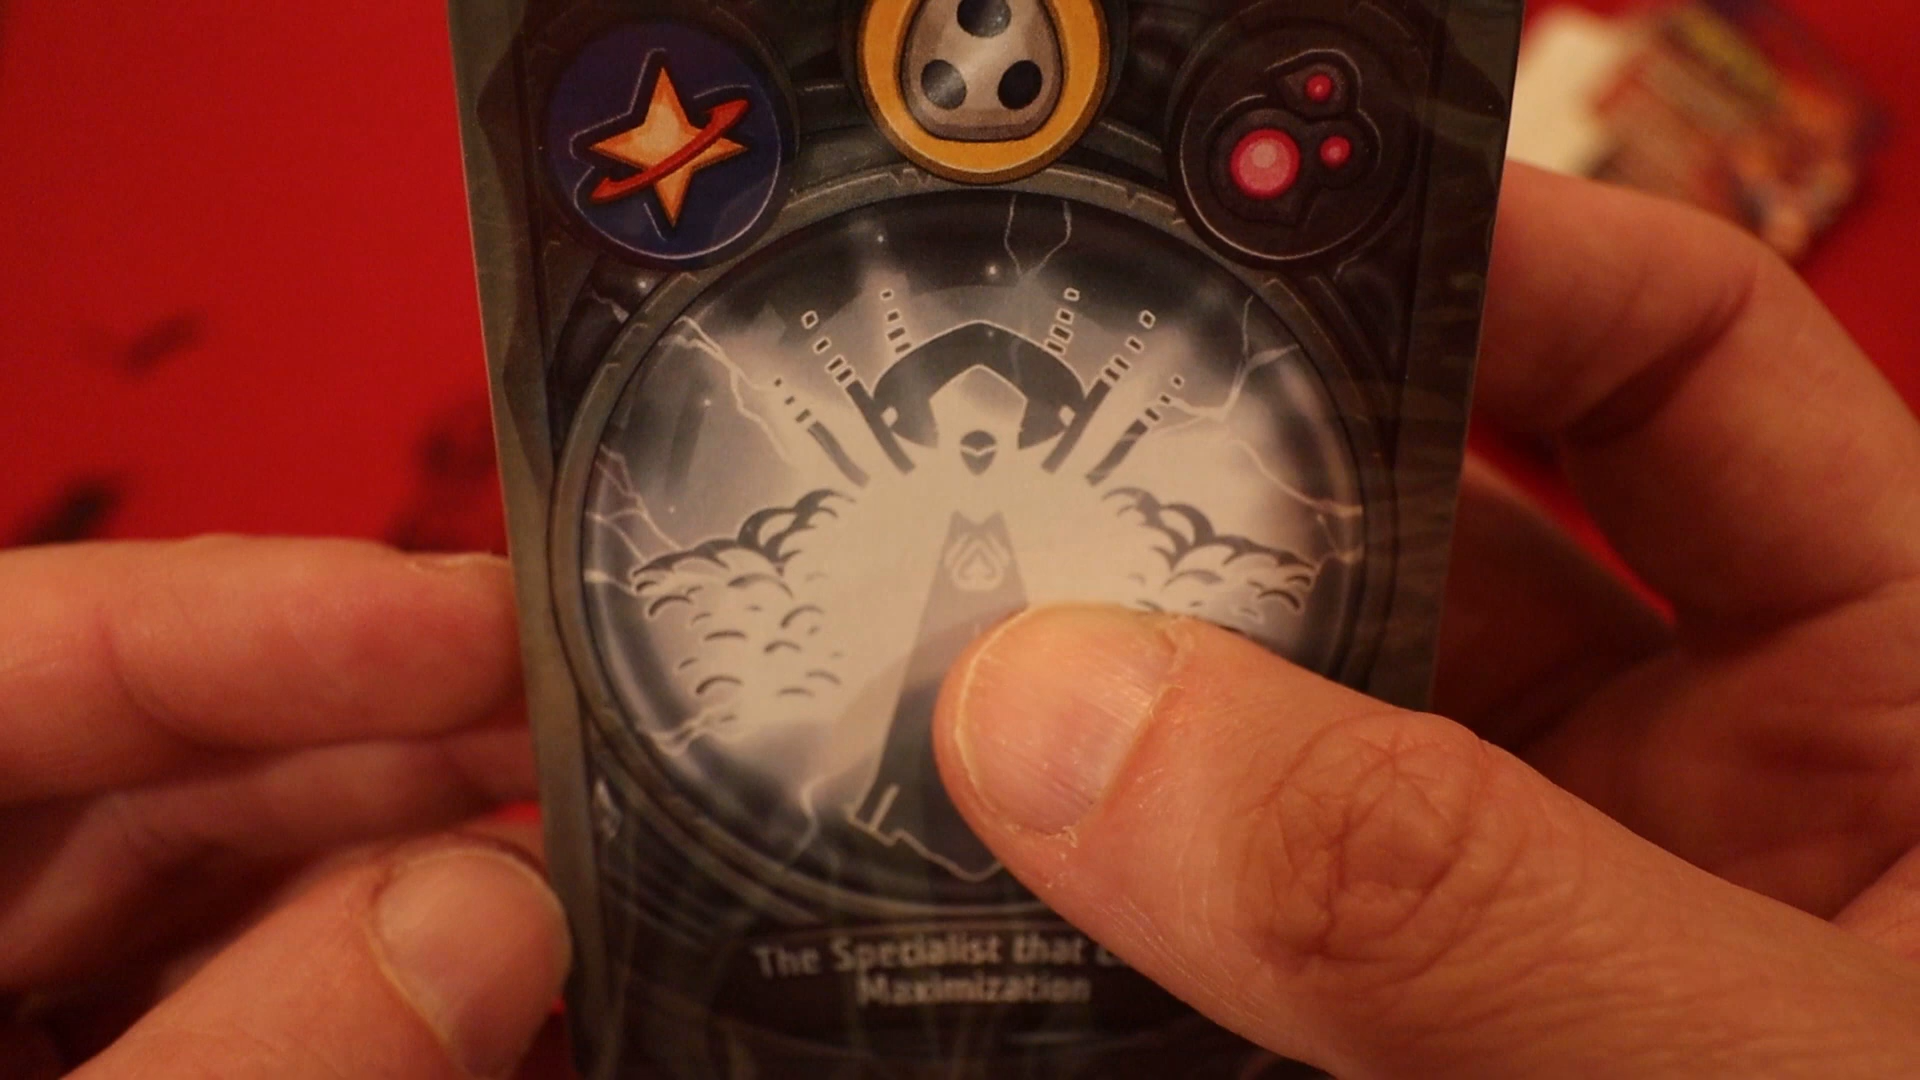 The Specialist that
Maximization